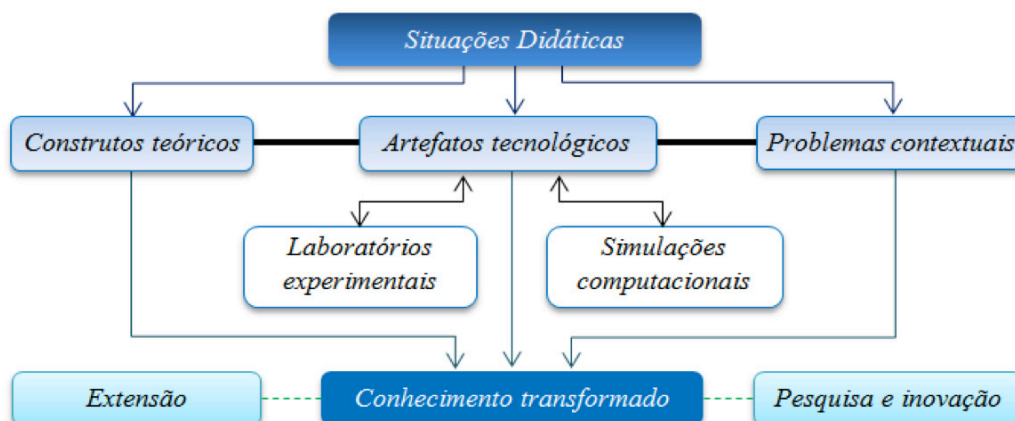 Situações Didáticas
Construtos teóricos
Artefatos tecnológicos
Problemas contextuais
Laboratórios
experimentais
Simulações
computacionais
Extensão
Conhecimento transformado
Pesquisa e inovação